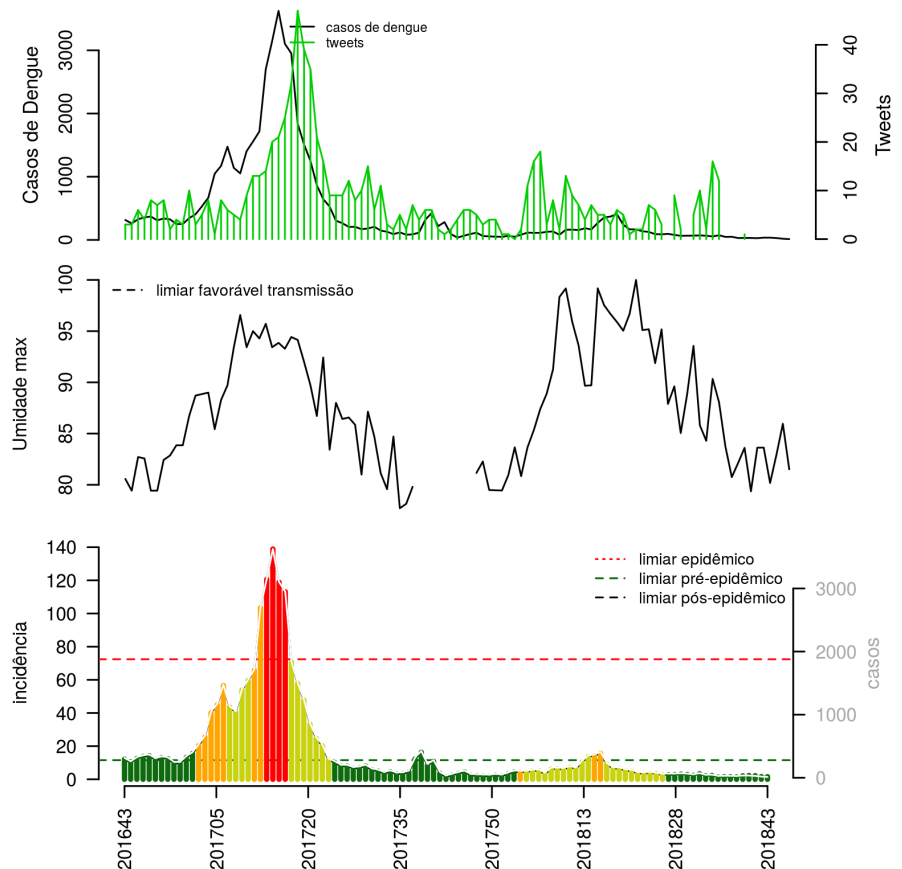 casos de dengue
tweets
Casos de Dengue
0 1000 2000 3000
Tweets
0 10 20 30 40
limiar favorável transmissão
Umidade max
80 85 90 95 100
limiar epidêmico
limiar pré-epidêmico
limiar pós-epidêmico
incidência
0 20 40 60 80 100 120 140
casos
0 1000 2000 3000
201643 201705 201720 201735 201750 201813 201828 201843